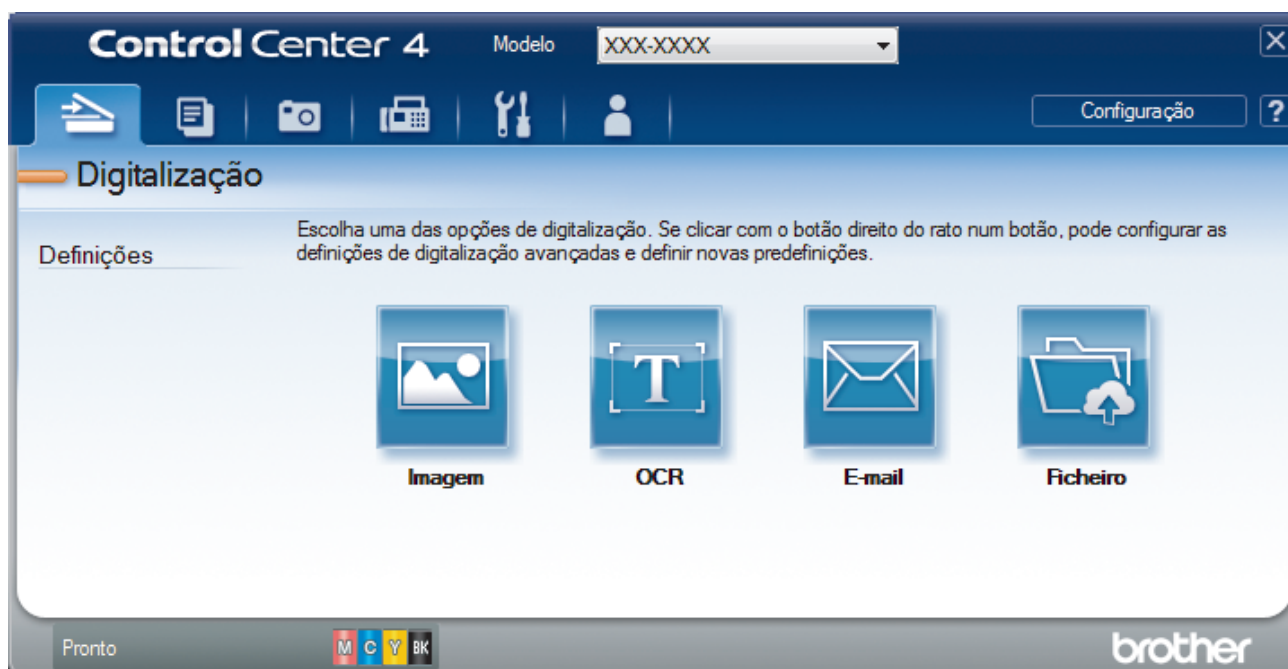 Control Center 4
Modelo
XXX-XXXX
X
Configuração
?
Digitalização
Definições
Escolha uma das opções de digitalização. Se clicar com o botão direito do rato num botão, pode configurar as
definições de digitalização avançadas e definir novas predefinições.
T
Imagem
OCR
E-mail
Ficheiro
Pronto
M C Y BK
brother